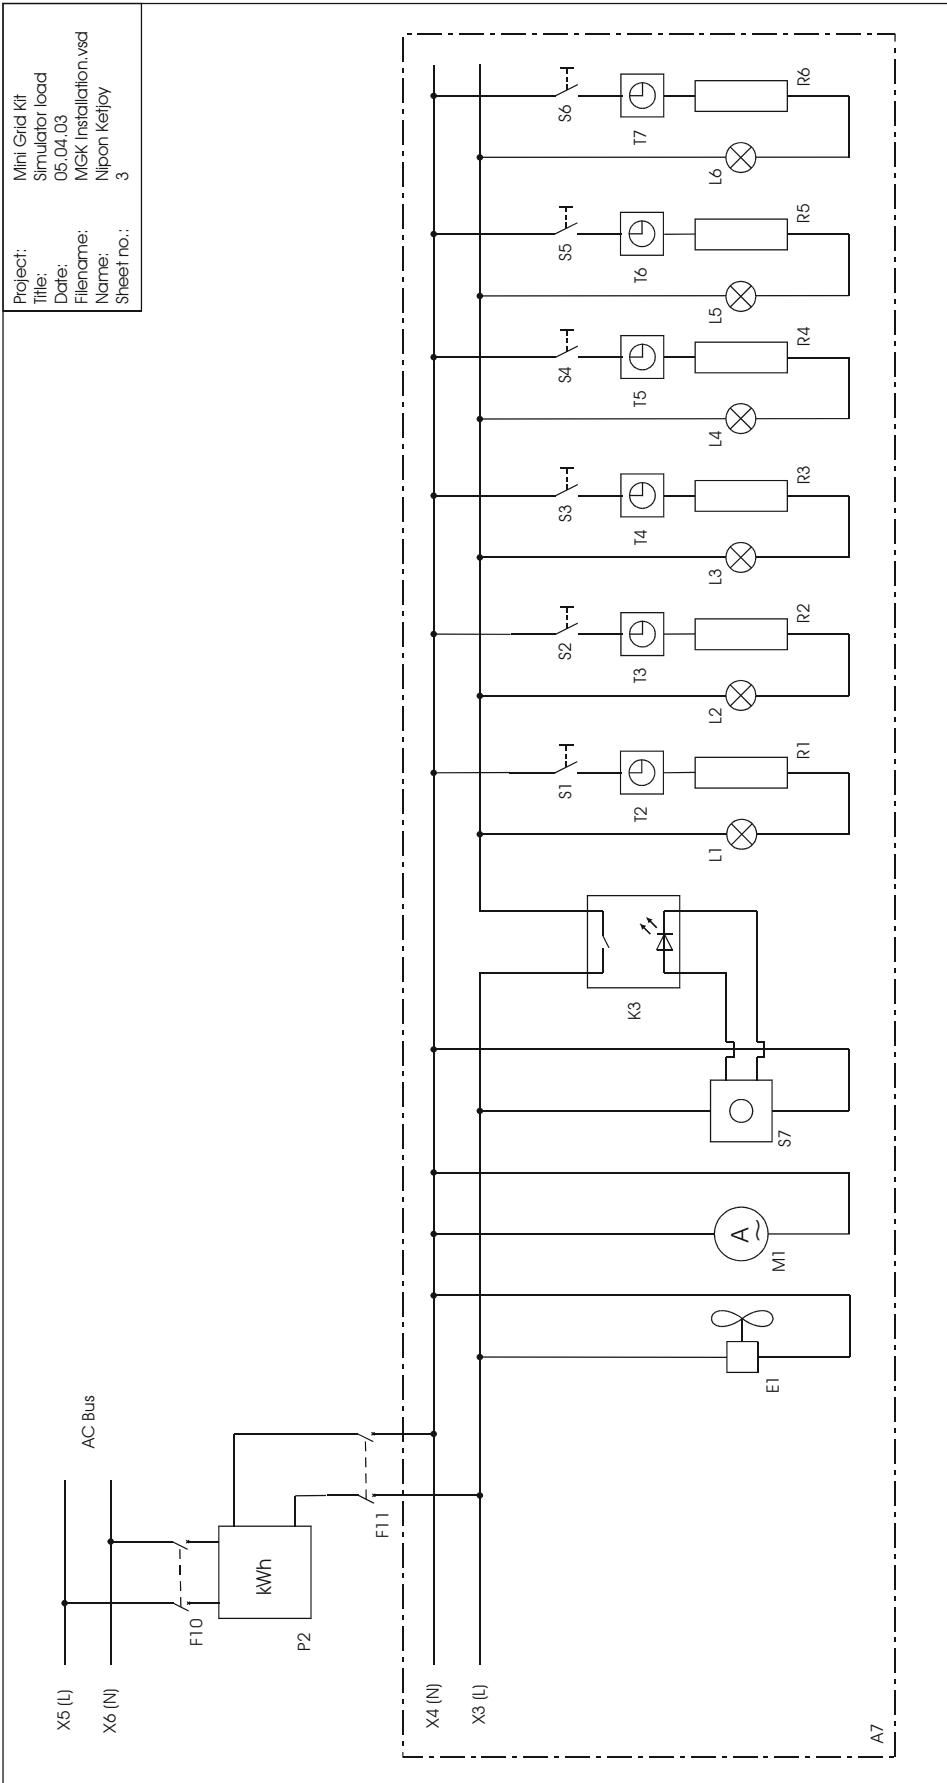 Project: Mini Grid Kit
Title: Simulator load
Date: 05.04.03
Filename: MGK Installation.vsd
Name: Nipon Ketjoy
Sheet no.: 3
X5 (L)
X6 (N)
AC Bus
F10
kWh
P2
F11
X4 (N)
X3 (L)
S1
S2
S3
S4
S5
S6
T2
T3
T4
T5
T6
T7
K3
A
E1
M1
S7
L1
R1
L2
R2
L3
R3
L4
R4
L5
R5
L6
R6
A7